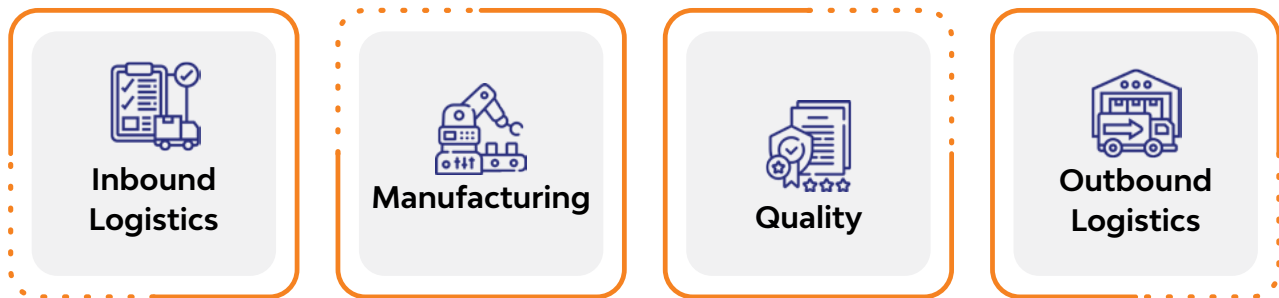 Inbound
Logistics
Manufacturing
Quality
Outbound
Logistics